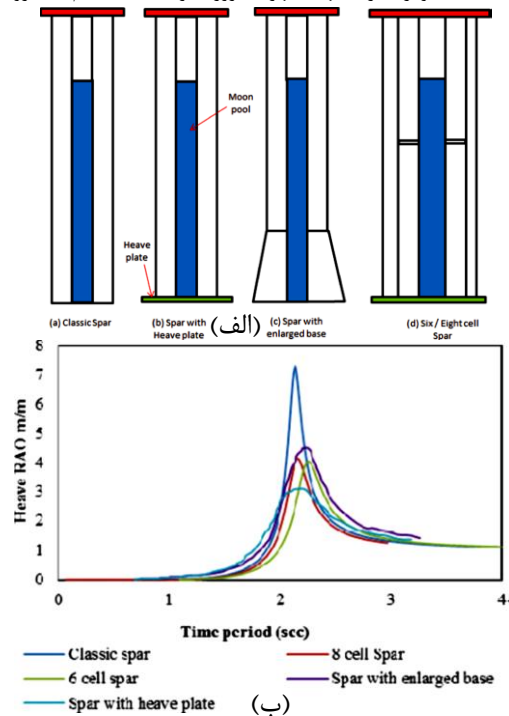 Moon
pool
Heave
plate
(a) Classic Spar
(b) Spar with
Heave plate
(c) Spar with
enlarged base
(d) Six / Eight cell
Spar
(الف)
8
7
6
5
4
3
2
1
0
Heave RAO m/m
0 1 2 3 4
Time period (sec)
Classic spar
8 cell Spar
6 cell spar
Spar with enlarged base
Spar with heave plate
(ب)